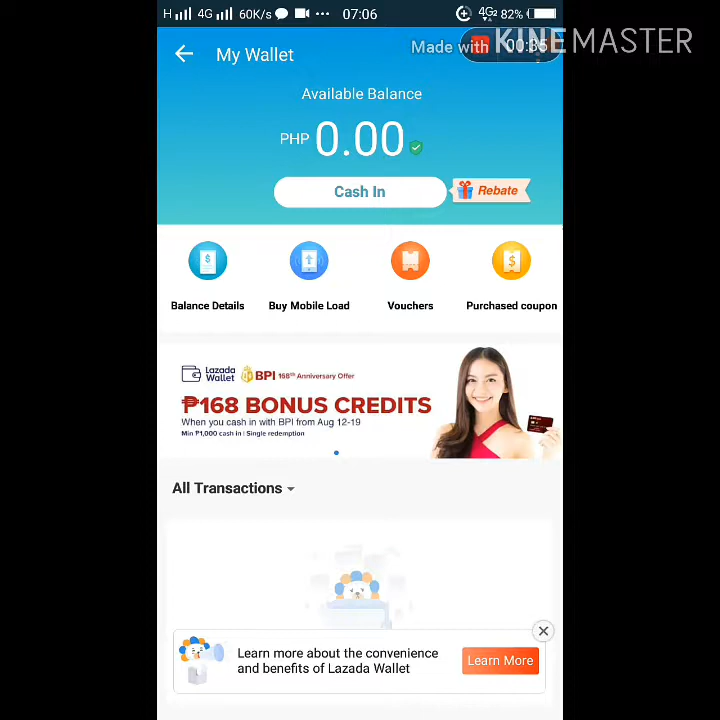 H 4G 60K/s 07:06 4G2 82%
My Wallet
Made with KINEMASTER
00:35
Available Balance
PHP 0.00
Cash In
Rebate
Balance Details
Buy Mobile Load
Vouchers
Purchased coupon
Lazada Wallet BPI 168th Anniversary Offer
₱168 BONUS CREDITS
When you cash in with BPI from Aug 12-19
Min ₱1,000 cash in | Single redemption
All Transactions
Learn more about the convenience
and benefits of Lazada Wallet
Learn More